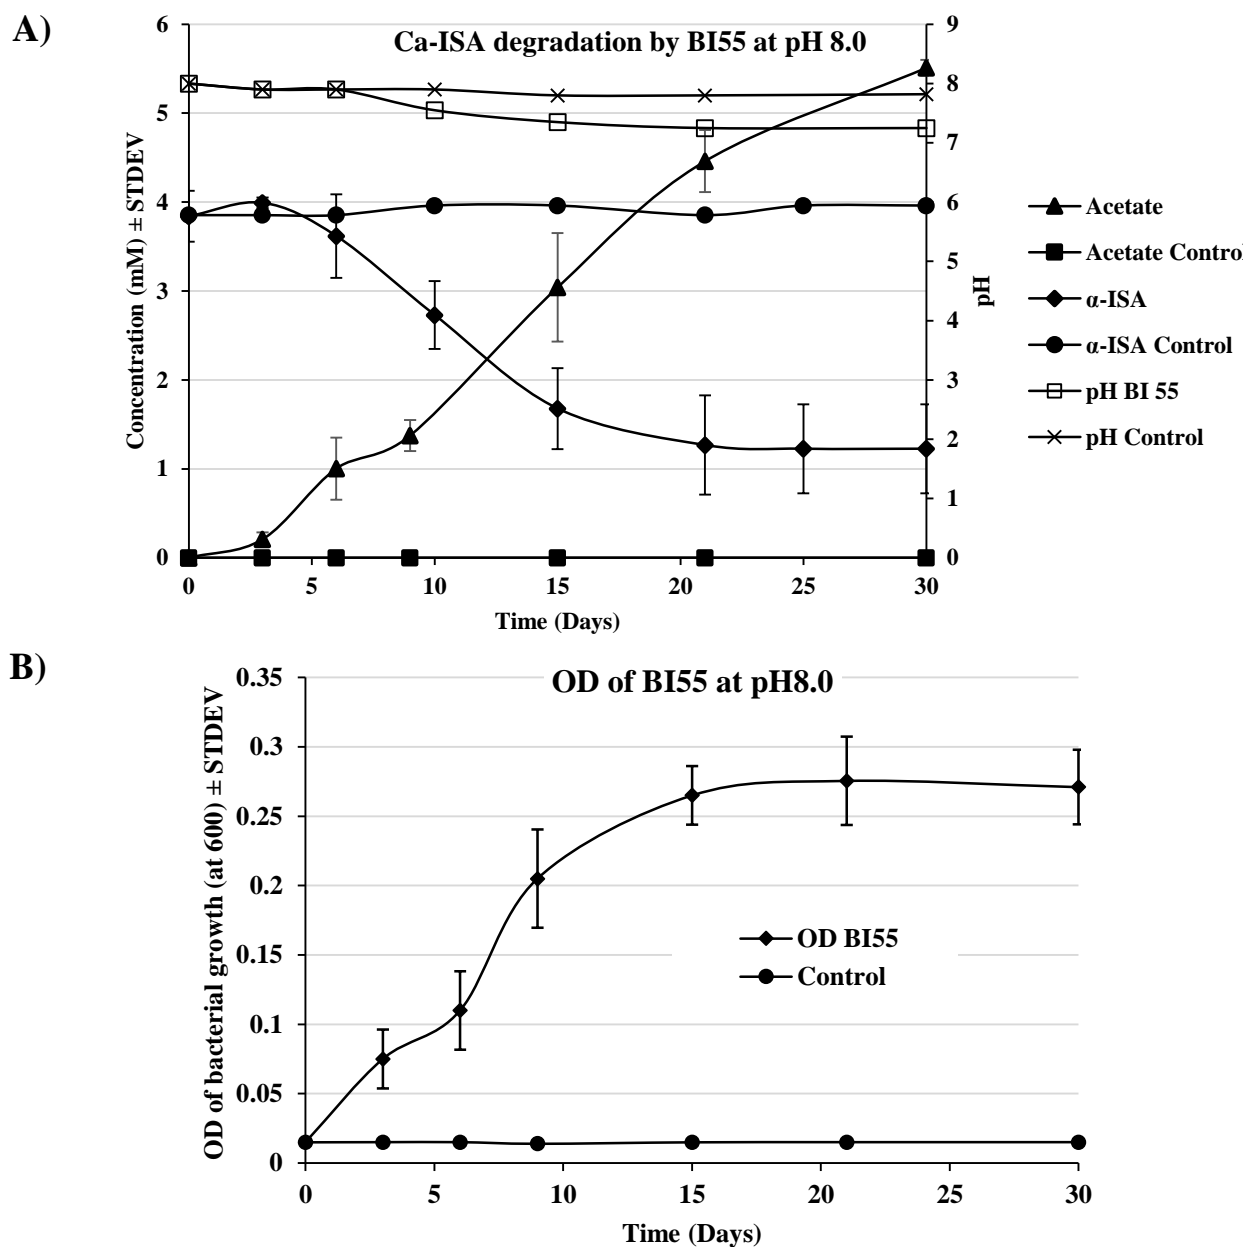 A)
Ca-ISA degradation by BI55 at pH 8.0
Concentration (mM) ± STDEV
6
5
4
3
2
1
0
9
8
7
6
5
4
3
2
1
0
pH
0 5 10 15 20 25 30
Time (Days)
Acetate
Acetate Control
α-ISA
α-ISA Control
pH BI 55
pH Control
B)
OD of BI55 at pH8.0
OD of bacterial growth (at 600) ± STDEV
0.35
0.3
0.25
0.2
0.15
0.1
0.05
0
OD BI55
Control
0 5 10 15 20 25 30
Time (Days)